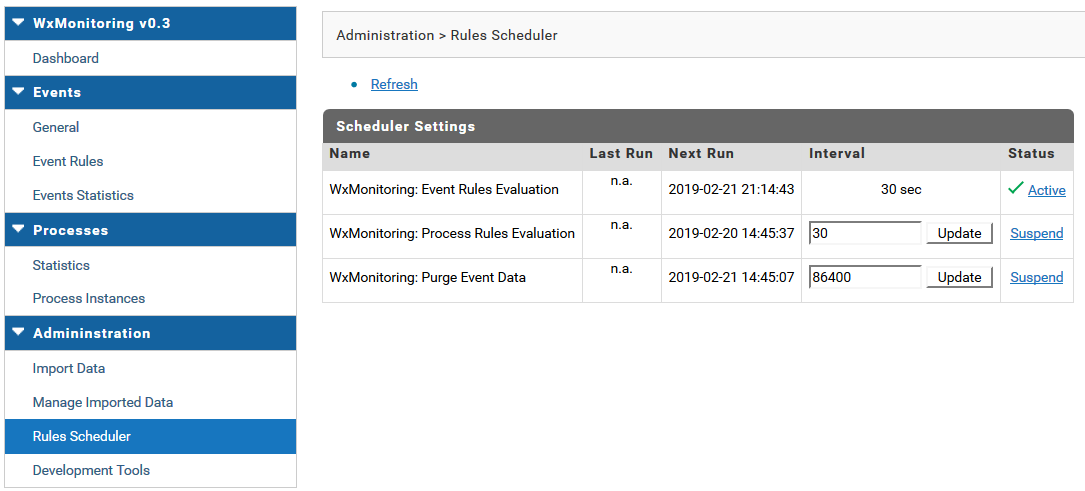 WxMonitoring v0.3
Dashboard
Events
General
Event Rules
Events Statistics
Processes
Statistics
Process Instances
Admininstration
Import Data
Manage Imported Data
Rules Scheduler
Development Tools
Administration > Rules Scheduler
Refresh
Scheduler Settings
Name Last Run Next Run Interval Status
WxMonitoring: Event Rules Evaluation n.a. 2019-02-21 21:14:43 30 sec Active
WxMonitoring: Process Rules Evaluation n.a. 2019-02-20 14:45:37 30 Update Suspend
WxMonitoring: Purge Event Data n.a. 2019-02-21 14:45:07 86400 Update Suspend